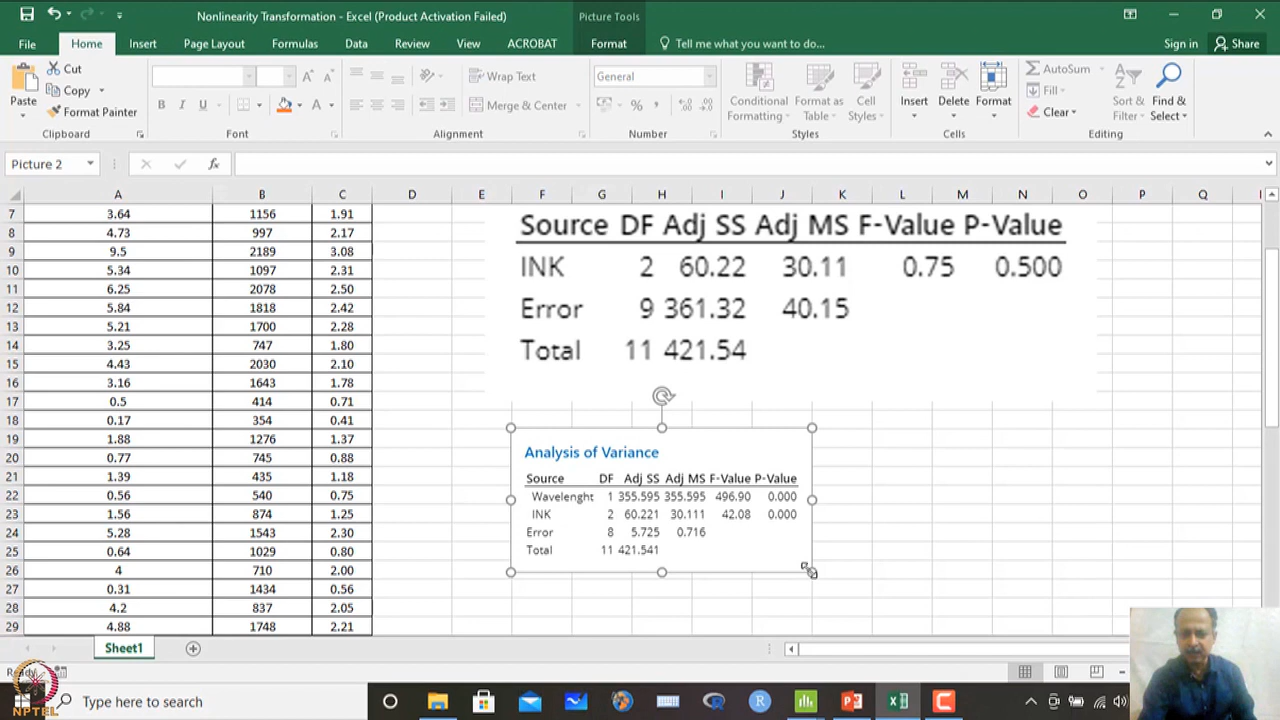 Nonlinearity Transformation - Excel (Product Activation Failed)
Picture Tools
File Home Insert Page Layout Formulas Data Review View ACROBAT Format Tell me what you want to do... Sign in Share
Paste Cut Copy Format Painter
Wrap Text Merge & Center
General
Conditional Formatting Format as Table Cell Styles
Insert Delete Format
AutoSum Fill Clear
Sort & Filter Find & Select
Clipboard Font Alignment Number Styles Cells Editing
Picture 2 fx
A B C D E F G H I J K L M N O P Q
7 3.64 1156 1.91
8 4.73 997 2.17
9 9.5 2189 3.08
10 5.34 1097 2.31
11 6.25 2078 2.50
12 5.84 1818 2.42
13 5.21 1700 2.28
14 3.25 747 1.80
15 4.43 2030 2.10
16 3.16 1643 1.78
17 0.5 414 0.71
18 0.17 354 0.41
19 1.88 1276 1.37
20 0.77 745 0.88
21 1.39 435 1.18
22 0.56 540 0.75
23 1.56 874 1.25
24 5.28 1543 2.30
25 0.64 1029 0.80
26 4 710 2.00
27 0.31 1434 0.56
28 4.2 837 2.05
29 4.88 1748 2.21
Source DF Adj SS Adj MS F-Value P-Value
INK 2 60.22 30.11 0.75 0.500
Error 9 361.32 40.15
Total 11 421.54
Analysis of Variance
Source DF Adj SS Adj MS F-Value P-Value
Wavelenght 1 355.595 355.595 496.90 0.000
INK 2 60.221 30.111 42.08 0.000
Error 8 5.725 0.716
Total 11 421.541
Sheet1
NPTEL
Type here to search